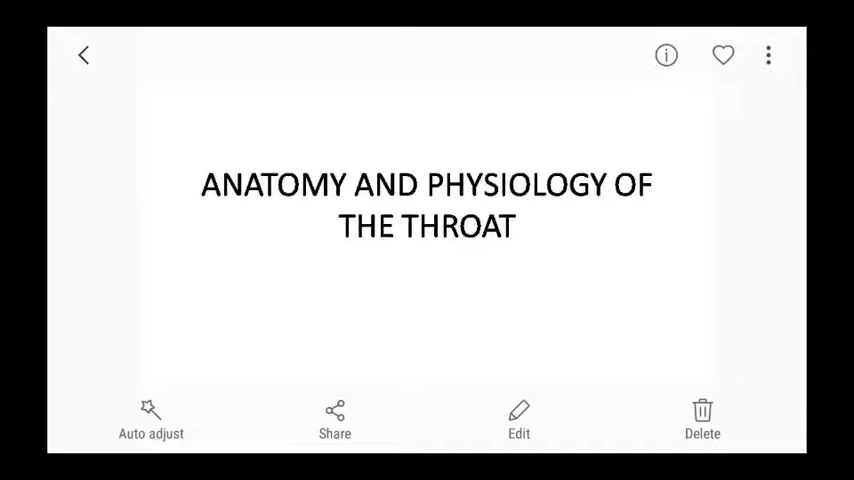 ANATOMY AND PHYSIOLOGY OF
THE THROAT
Auto adjust
Share
Edit
Delete